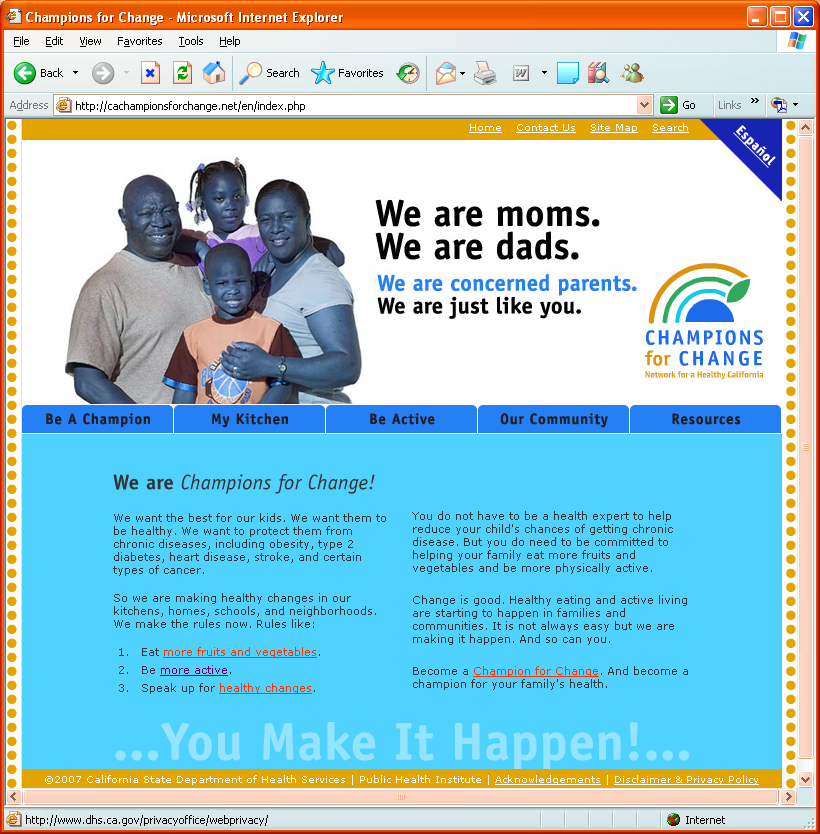 Champions for Change - Microsoft Internet Explorer
File Edit View Favorites Tools Help
Back Search Favorites W
Address http://cachampionsforchange.net/en/index.php Go Links »
Home Contact Us Site Map Search
Español
We are moms.
We are dads.
We are concerned parents.
We are just like you.
CHAMPIONS
for CHANGE
Network for a Healthy California
Be A Champion My Kitchen Be Active Our Community Resources
We are Champions for Change!
We want the best for our kids. We want them to
be healthy. We want to protect them from
chronic diseases, including obesity, type 2
diabetes, heart disease, stroke, and certain
types of cancer.
So we are making healthy changes in our
kitchens, homes, schools, and neighborhoods.
We make the rules now. Rules like:
1. Eat more fruits and vegetables.
2. Be more active.
3. Speak up for healthy changes.
You do not have to be a health expert to help
reduce your child's chances of getting chronic
disease. But you do need to be committed to
helping your family eat more fruits and
vegetables and be more physically active.
Change is good. Healthy eating and active living
are starting to happen in families and
communities. It is not always easy but we are
making it happen. And so can you.
Become a Champion for Change. And become a
champion for your family's health.
...You Make It Happen!...
©2007 California State Department of Health Services | Public Health Institute | Acknowledgements | Disclaimer & Privacy Policy
http://www.dhs.ca.gov/privacyoffice/webprivacy/ Internet